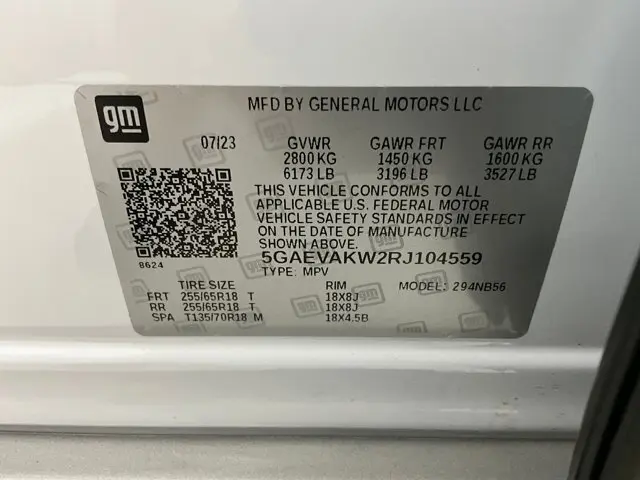 gm
MFD BY GENERAL MOTORS LLC
07/23 GVWR GAWR FRT GAWR RR
2800 KG 1450 KG 1600 KG
6173 LB 3196 LB 3527 LB
THIS VEHICLE CONFORMS TO ALL
APPLICABLE U.S. FEDERAL MOTOR
VEHICLE SAFETY STANDARDS IN EFFECT
ON THE DATE OF MANUFACTURE
8624
5GAEVAKW2RJ104559
TYPE: MPV MODEL: 294NB56
TIRE SIZE RIM
FRT 255/65R18 T 18X8J
RR 255/65R18 T 18X8J
SPA T135/70R18 M 18X4.5B